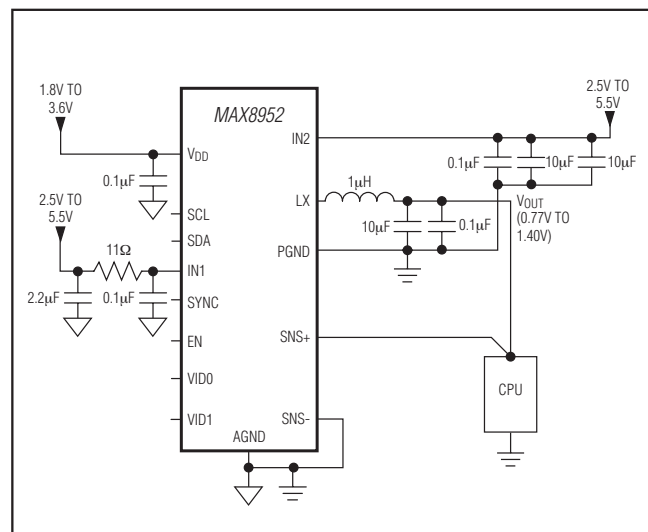 MAX8952
1.8V TO
3.6V
VDD
0.1µF
SCL
SDA
2.5V TO
5.5V
11Ω
IN1
2.2µF
0.1µF
SYNC
EN
VID0
VID1
AGND
IN2
LX
PGND
SNS+
SNS-
1µH
10µF
0.1µF
2.5V TO
5.5V
0.1µF
10µF
10µF
VOUT
(0.77V TO
1.40V)
CPU